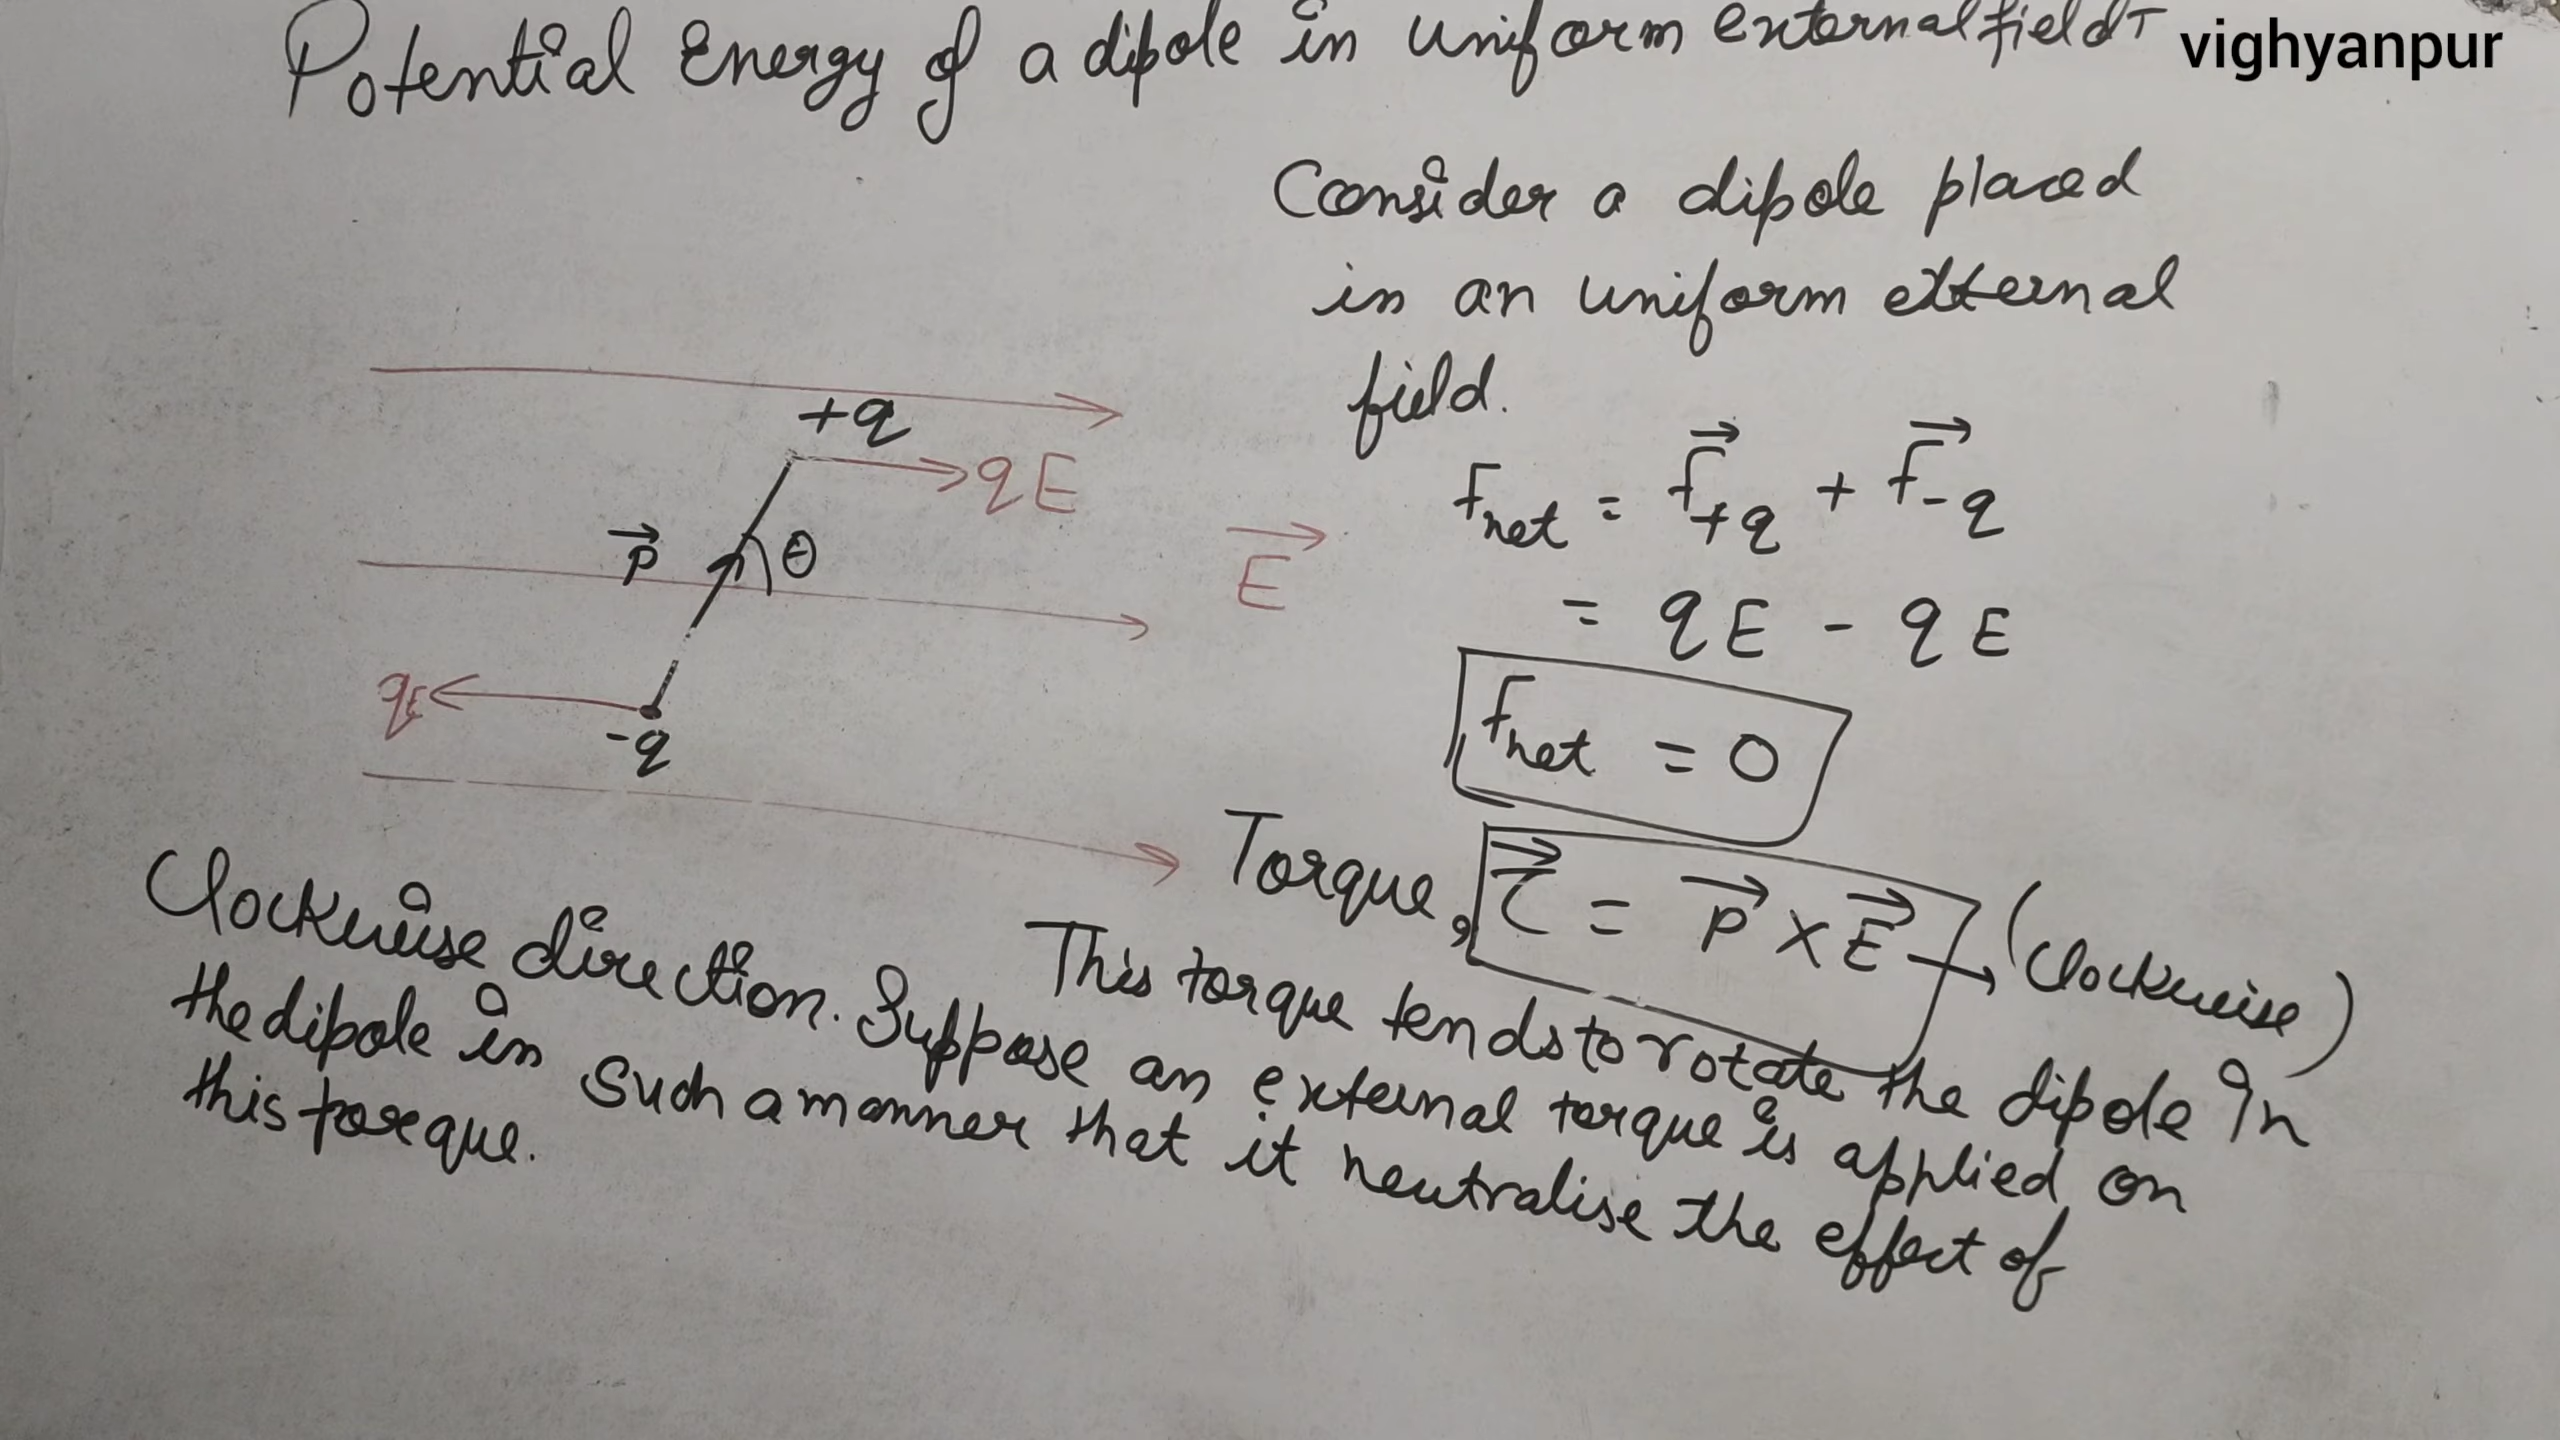 Potential Energy of a dipole in uniform external field-
vighyanpur
Consider a dipole placed
in an uniform external
field.
+q
qE
p⃗
θ
E⃗
qE
-q
Fnet = F⃗+q + F⃗-q
= qE - qE
Fnet = 0
Torque, τ⃗ = P⃗ × E⃗ → (Clockwise)
This torque tends to rotate the dipole in
Clockwise direction. Suppose an external torque is applied on
the dipole in such a manner that it neutralise the effect of
this torque.